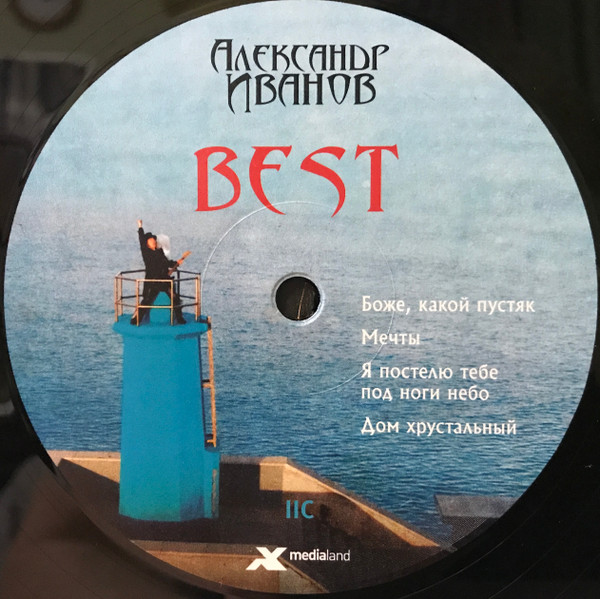 Александр
Иванов
BEST
Боже, какой пустяк
Мечты
Я постелю тебе
под ноги небо
Дом хрустальный
IIC
medialand